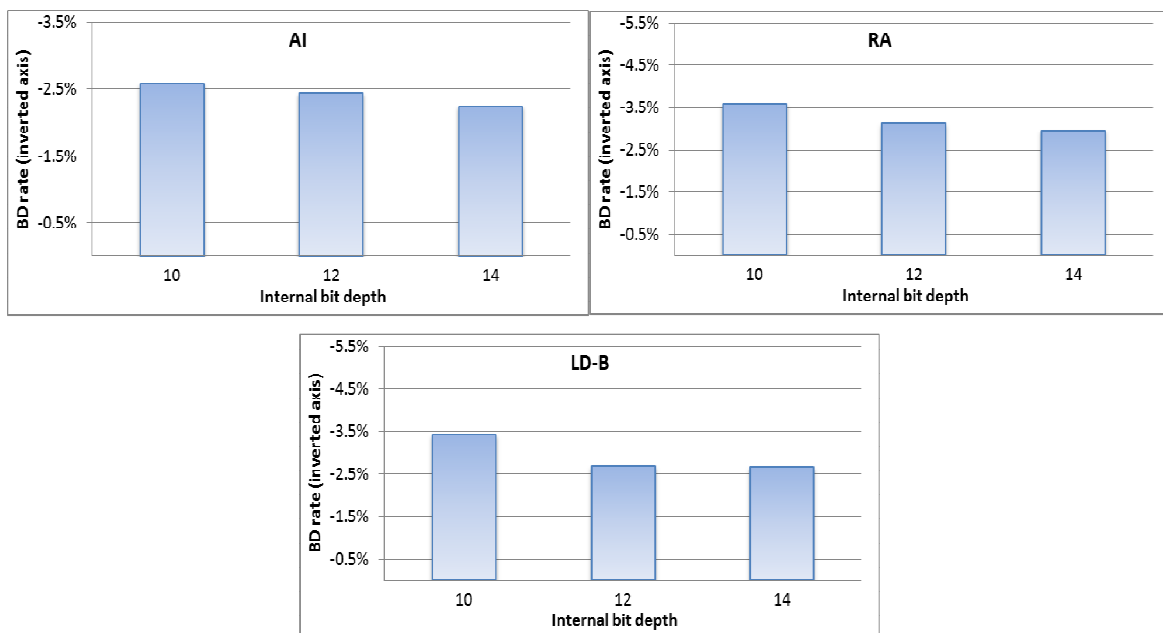 AI
BD rate (inverted axis)
-3.5%
-2.5%
-1.5%
-0.5%
10 12 14
Internal bit depth
RA
BD rate (inverted axis)
-5.5%
-4.5%
-3.5%
-2.5%
-1.5%
-0.5%
10 12 14
Internal bit depth
LD-B
BD rate (inverted axis)
-5.5%
-4.5%
-3.5%
-2.5%
-1.5%
-0.5%
10 12 14
Internal bit depth